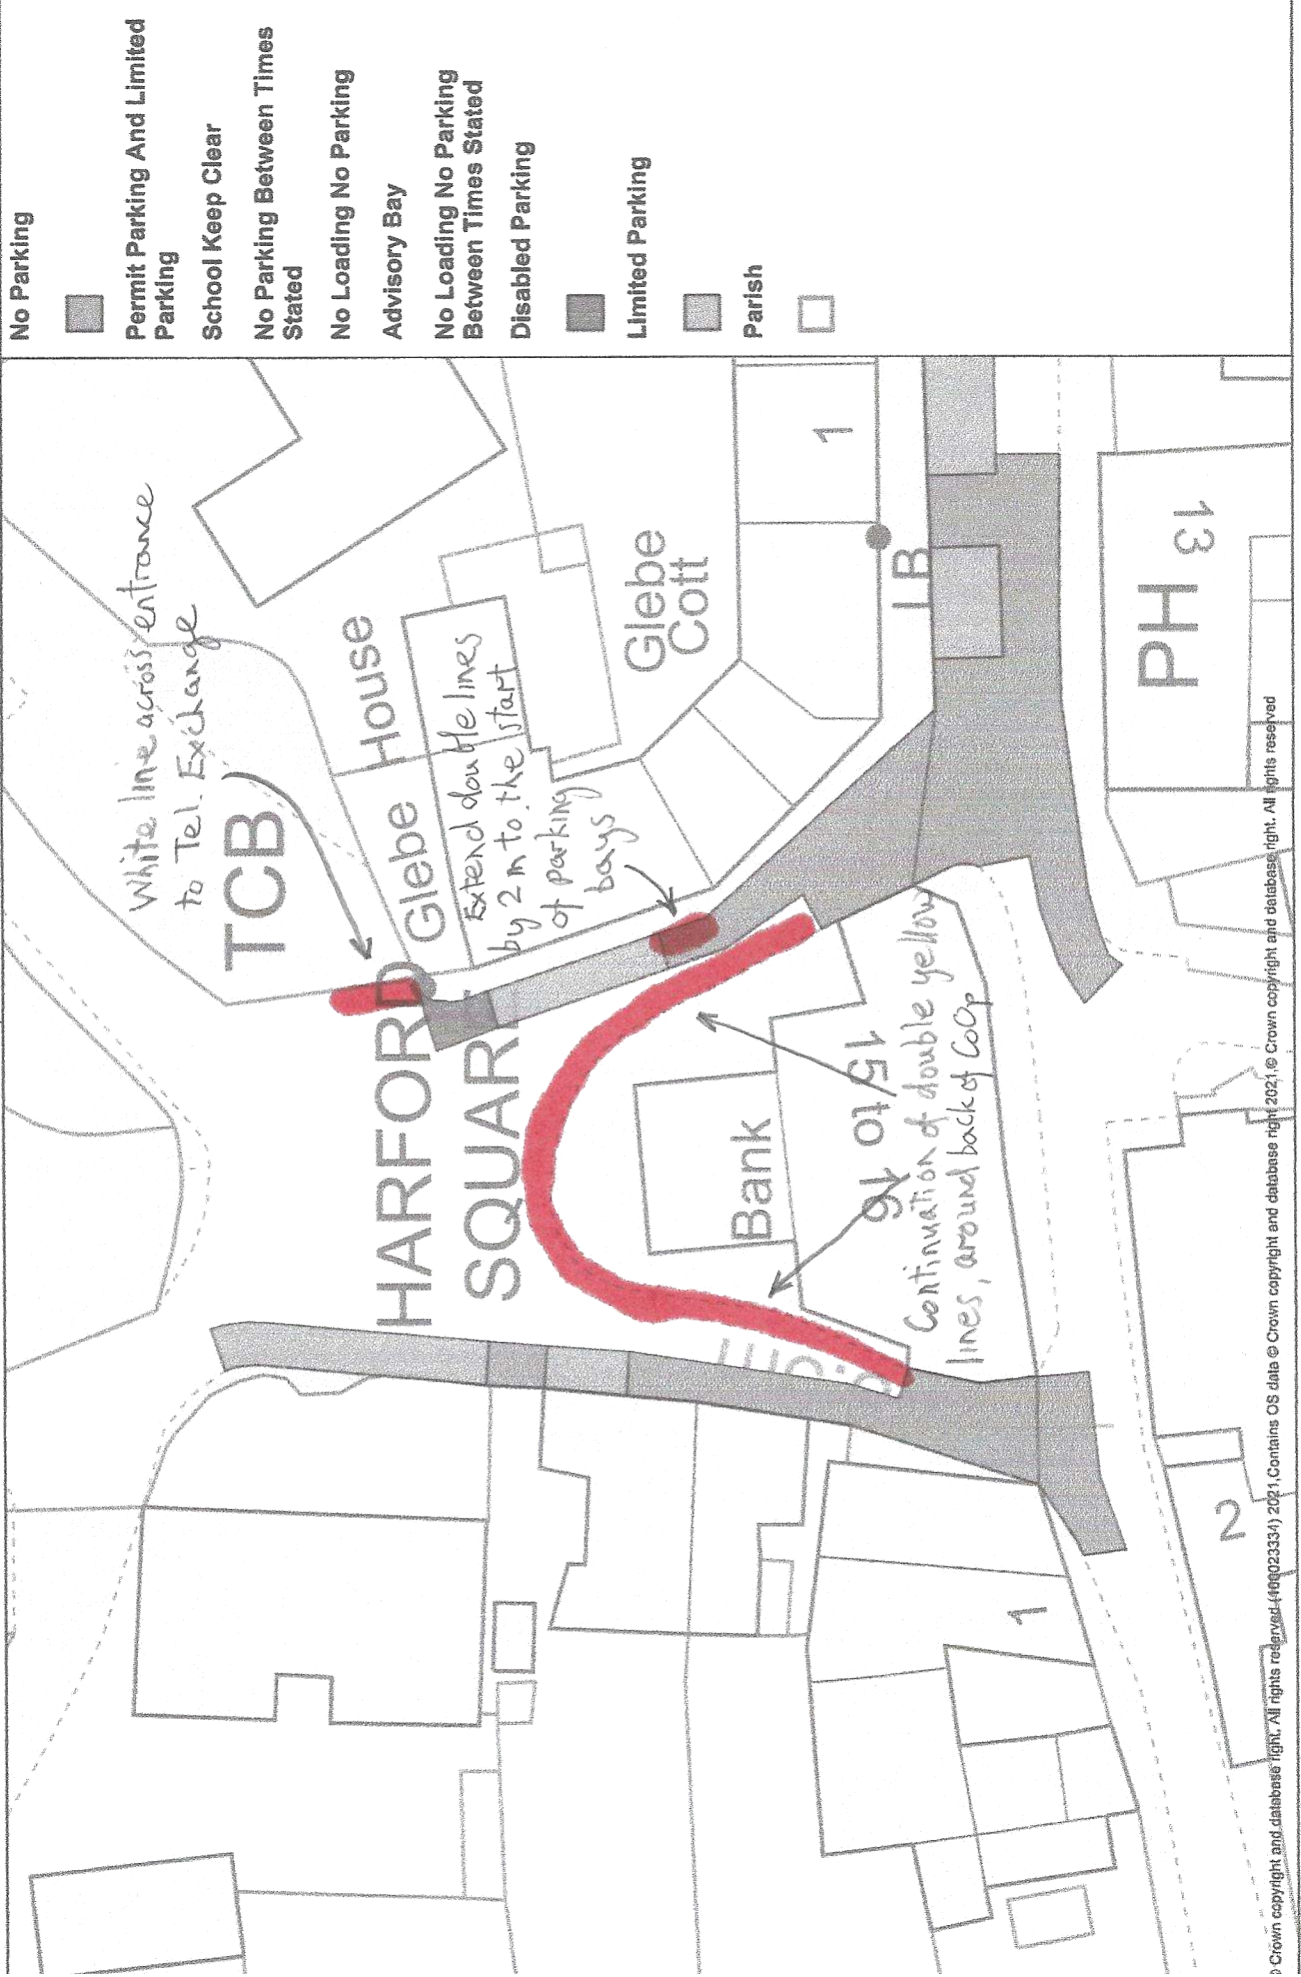 No Parking
Permit Parking And Limited
Parking
School Keep Clear
No Parking Between Times
Stated
No Loading No Parking
Advisory Bay
No Loading No Parking
Between Times Stated
Disabled Parking
Limited Parking
Parish
White line across entrance
to Tel. Exchange
TCB
Glebe House
Extend double lines
by 2 m to the start
of parking
bays
Glebe
Cott
1
LB
PH
13
HARFORD
SQUARE
Bank
15 to 16
Continuation of double yellow
lines, around back of CoOp
1
2
© Crown copyright and database right. All rights reserved (100023334) 2021,Contains OS data © Crown copyright and database right 2021,© Crown copyright and database right. All rights reserved